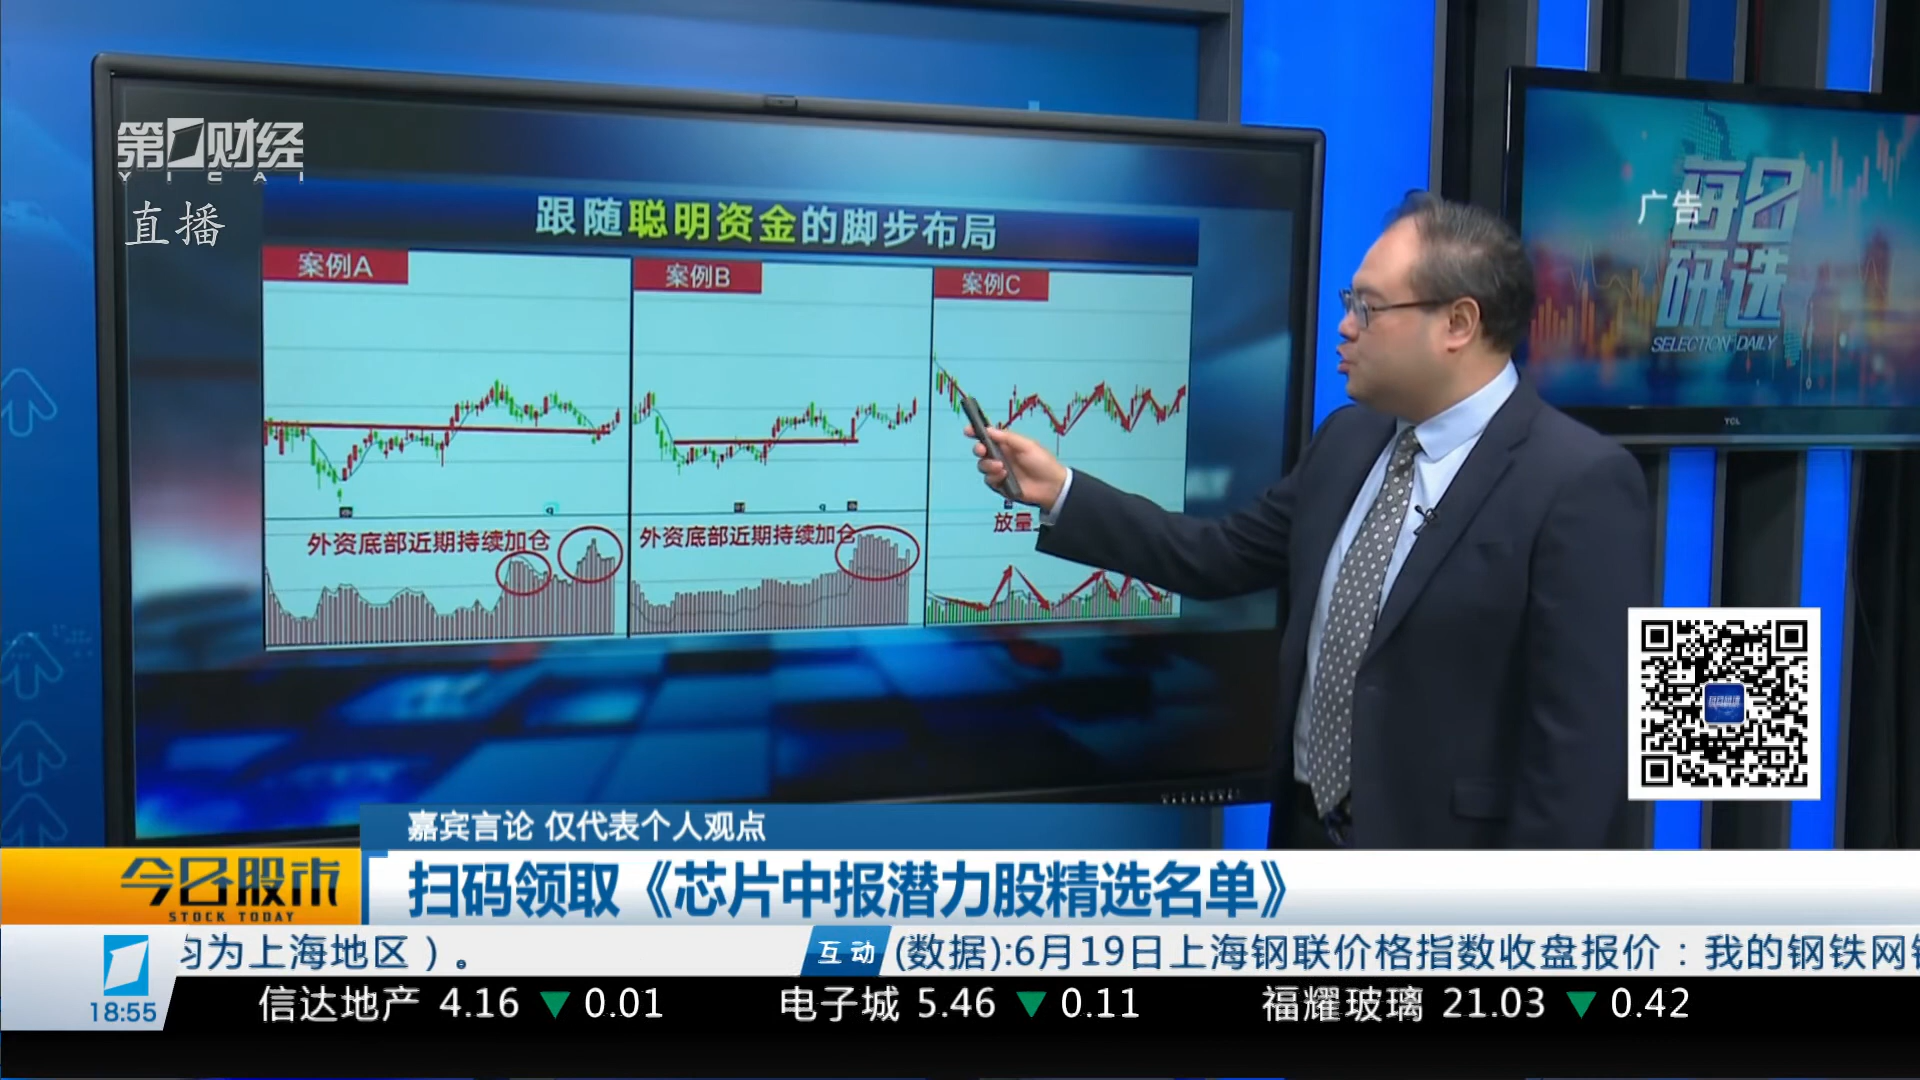 第一财经
YICAI
直播
跟随聪明资金的脚步布局
案例A
案例B
案例C
外资底部近期持续加仓
外资底部近期持续加仓
放量
广告
每日
研选
SELECTION DAILY
TCL
嘉宾言论 仅代表个人观点
今日股市
STOCK TODAY
扫码领取《芯片中报潜力股精选名单》
均为上海地区）。
互动
(数据):6月19日上海钢联价格指数收盘报价：我的钢铁网
18:55
信达地产 4.16 ▼ 0.01
电子城 5.46 ▼ 0.11
福耀玻璃 21.03 ▼ 0.42